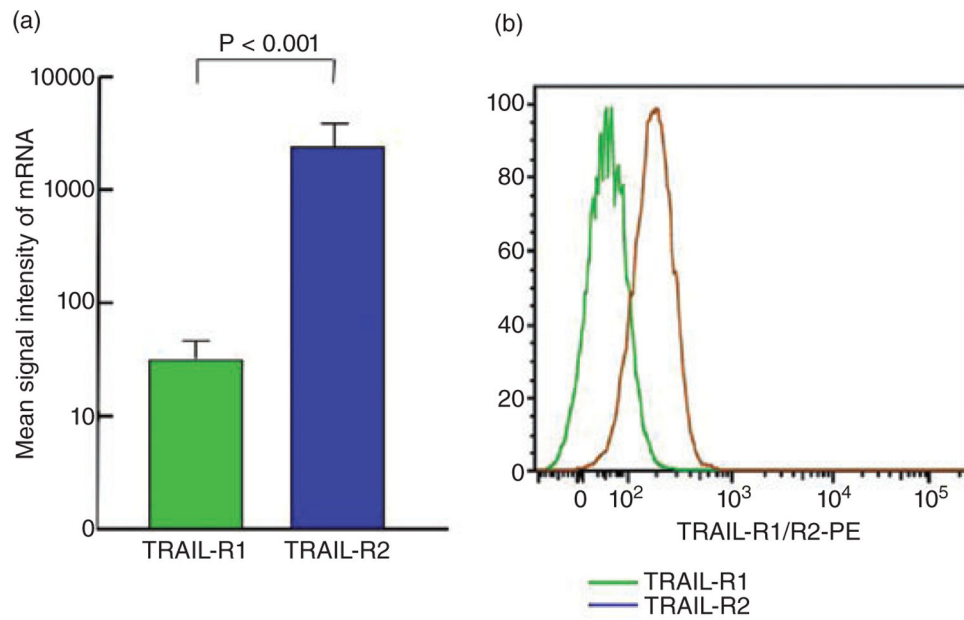 (a)
P < 0.001
Mean signal intensity of mRNA
10000
1000
100
10
0
TRAIL-R1
TRAIL-R2
(b)
100
80
60
40
20
0
0
10²
10³
10⁴
10⁵
TRAIL-R1/R2-PE
TRAIL-R1
TRAIL-R2